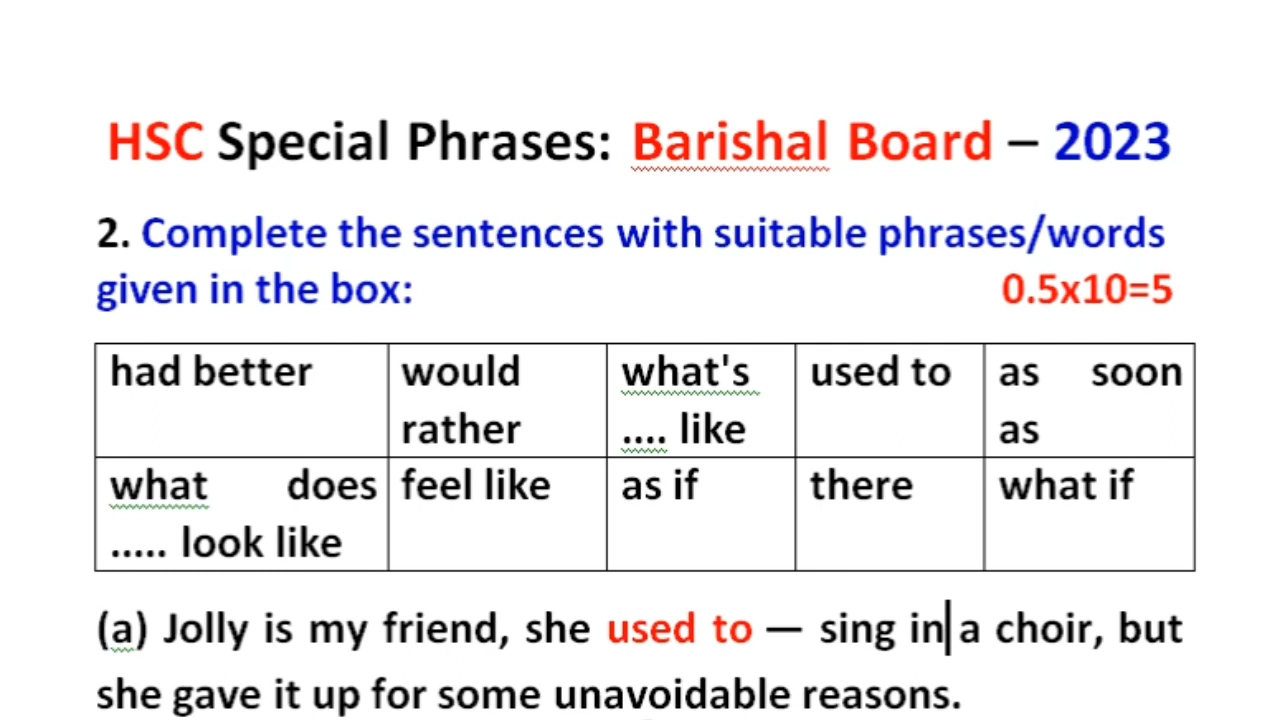 HSC Special Phrases: Barishal Board – 2023
2. Complete the sentences with suitable phrases/words
given in the box: 0.5x10=5
had better would rather what's .... like used to as soon as
what does ..... look like feel like as if there what if
(a) Jolly is my friend, she used to — sing in a choir, but
she gave it up for some unavoidable reasons.